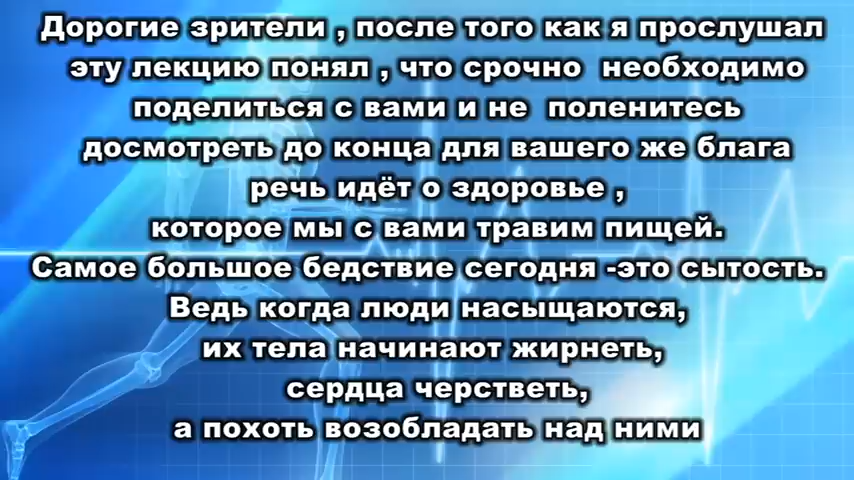 Дорогие зрители , после того как я прослушал
эту лекцию понял , что срочно необходимо
поделиться с вами и не поленитесь
досмотреть до конца для вашего же блага
речь идёт о здоровье ,
которое мы с вами травим пищей.
Самое большое бедствие сегодня -это сытость.
Ведь когда люди насыщаются,
их тела начинают жирнеть,
сердца черстветь,
а похоть возобладать над ними